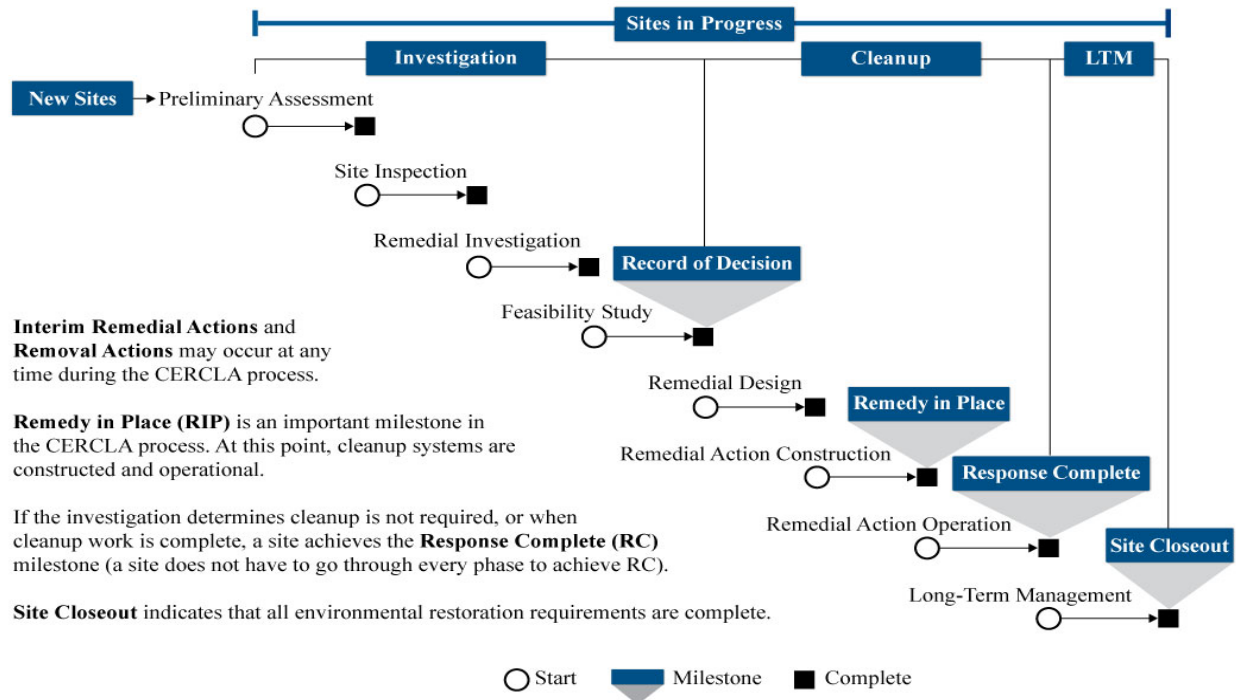 Sites in Progress
Investigation
Cleanup
LTM
New Sites
Preliminary Assessment
Site Inspection
Remedial Investigation
Record of Decision
Feasibility Study
Interim Remedial Actions and
Removal Actions may occur at any
time during the CERCLA process.
Remedial Design
Remedy in Place
Remedy in Place (RIP) is an important milestone in
the CERCLA process. At this point, cleanup systems are
constructed and operational.
Remedial Action Construction
Response Complete
If the investigation determines cleanup is not required, or when
cleanup work is complete, a site achieves the Response Complete (RC)
milestone (a site does not have to go through every phase to achieve RC).
Remedial Action Operation
Site Closeout
Long-Term Management
Site Closeout indicates that all environmental restoration requirements are complete.
Start
Milestone
Complete